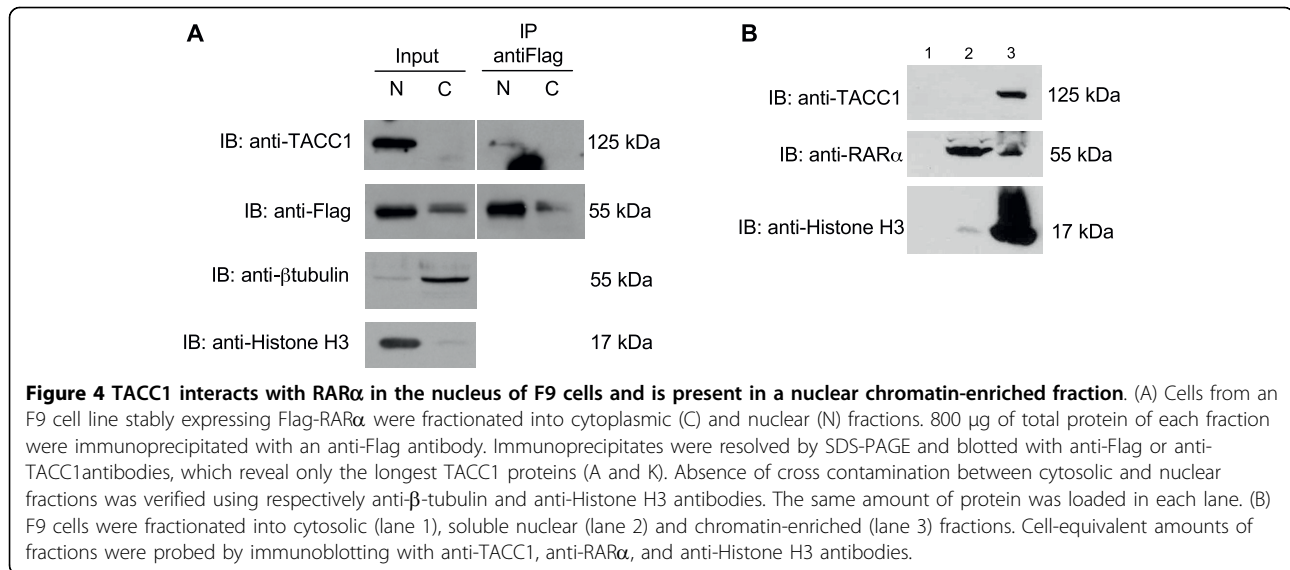 A
IP
Input antiFlag
N C N C
IB: anti-TACC1 125 kDa
IB: anti-Flag 55 kDa
IB: anti-βtubulin 55 kDa
IB: anti-Histone H3 17 kDa
B
1 2 3
IB: anti-TACC1 125 kDa
IB: anti-RARα 55 kDa
IB: anti-Histone H3 17 kDa
Figure 4 TACC1 interacts with RARα in the nucleus of F9 cells and is present in a nuclear chromatin-enriched fraction. (A) Cells from an
F9 cell line stably expressing Flag-RARα were fractionated into cytoplasmic (C) and nuclear (N) fractions. 800 μg of total protein of each fraction
were immunoprecipitated with an anti-Flag antibody. Immunoprecipitates were resolved by SDS-PAGE and blotted with anti-Flag or anti-
TACC1antibodies, which reveal only the longest TACC1 proteins (A and K). Absence of cross contamination between cytosolic and nuclear
fractions was verified using respectively anti-β-tubulin and anti-Histone H3 antibodies. The same amount of protein was loaded in each lane. (B)
F9 cells were fractionated into cytosolic (lane 1), soluble nuclear (lane 2) and chromatin-enriched (lane 3) fractions. Cell-equivalent amounts of
fractions were probed by immunoblotting with anti-TACC1, anti-RARα, and anti-Histone H3 antibodies.